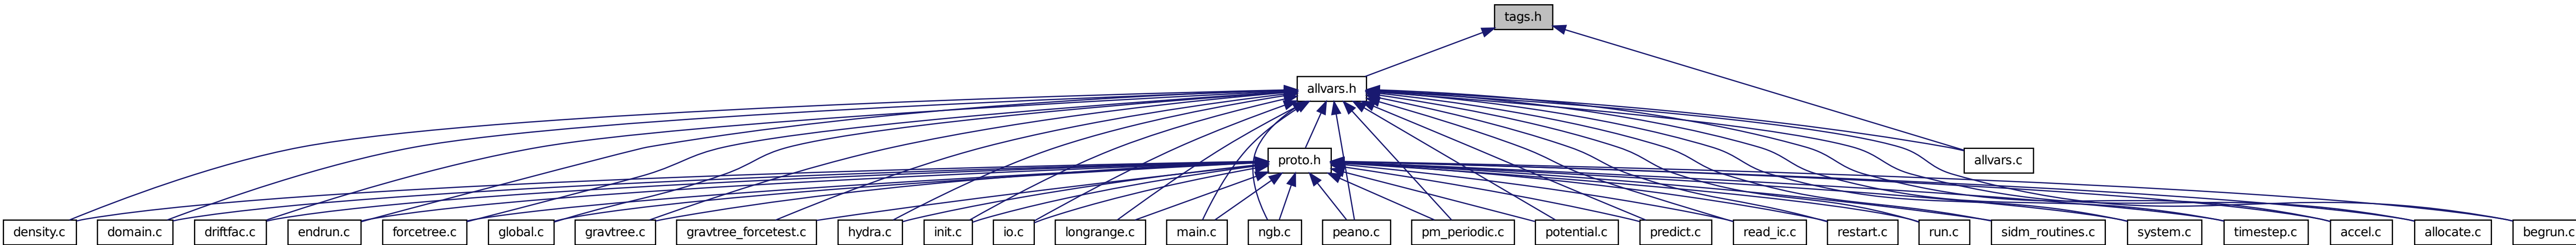 tags.h
allvars.h
proto.h
allvars.c
density.c
domain.c
driftfac.c
endrun.c
forcetree.c
global.c
gravtree.c
gravtree_forcetest.c
hydra.c
init.c
io.c
longrange.c
main.c
ngb.c
peano.c
pm_periodic.c
potential.c
predict.c
read_ic.c
restart.c
run.c
sidm_routines.c
system.c
timestep.c
accel.c
allocate.c
begrun.c